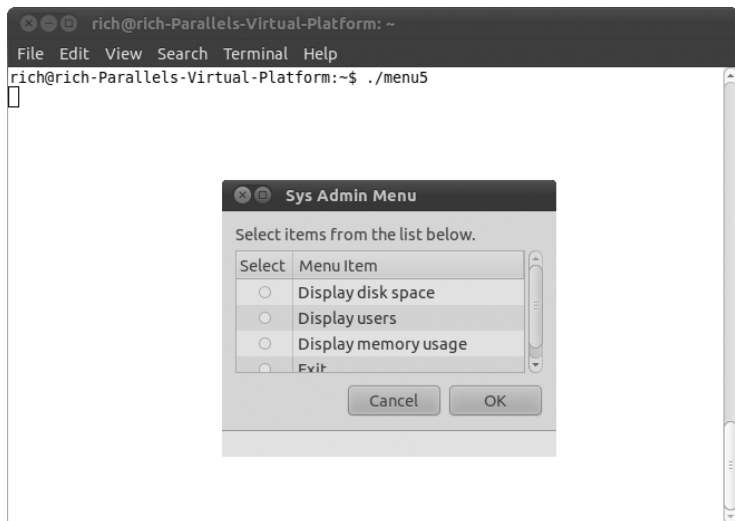 rich@rich-Parallels-Virtual-Platform: ~
File Edit View Search Terminal Help
rich@rich-Parallels-Virtual-Platform:~$ ./menu5
Sys Admin Menu
Select items from the list below.
Select Menu Item
Display disk space
Display users
Display memory usage
Exit
Cancel OK